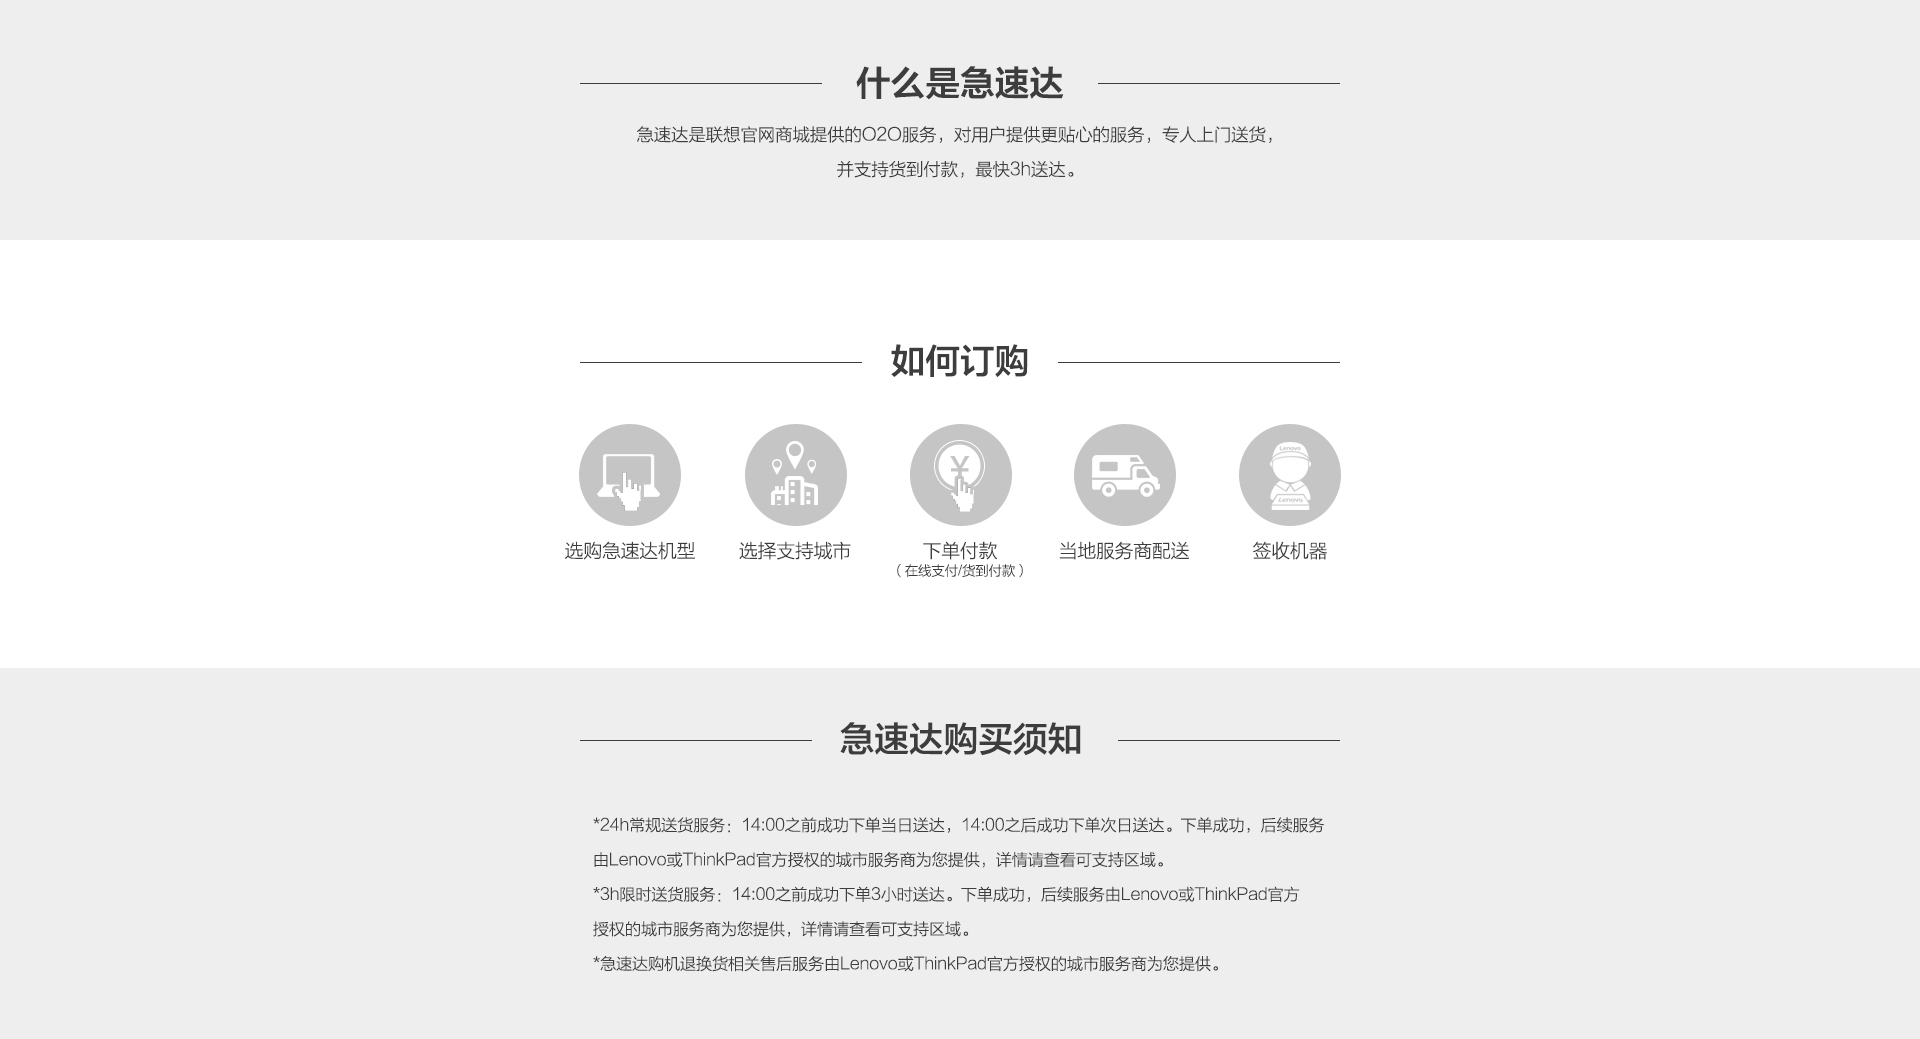 什么是急速达
急速达是联想官网商城提供的O2O服务，对用户提供更贴心的服务，专人上门送货，
并支持货到付款，最快3h送达。
如何订购
¥
Lenovo
Lenovo
选购急速达机型
选择支持城市
下单付款
（在线支付/货到付款）
当地服务商配送
签收机器
急速达购买须知
*24h常规送货服务：14:00之前成功下单当日送达，14:00之后成功下单次日送达。下单成功，后续服务
由Lenovo或ThinkPad官方授权的城市服务商为您提供，详情请查看可支持区域。
*3h限时送货服务：14:00之前成功下单3小时送达。下单成功，后续服务由Lenovo或ThinkPad官方
授权的城市服务商为您提供，详情请查看可支持区域。
*急速达购机退换货相关售后服务由Lenovo或ThinkPad官方授权的城市服务商为您提供。